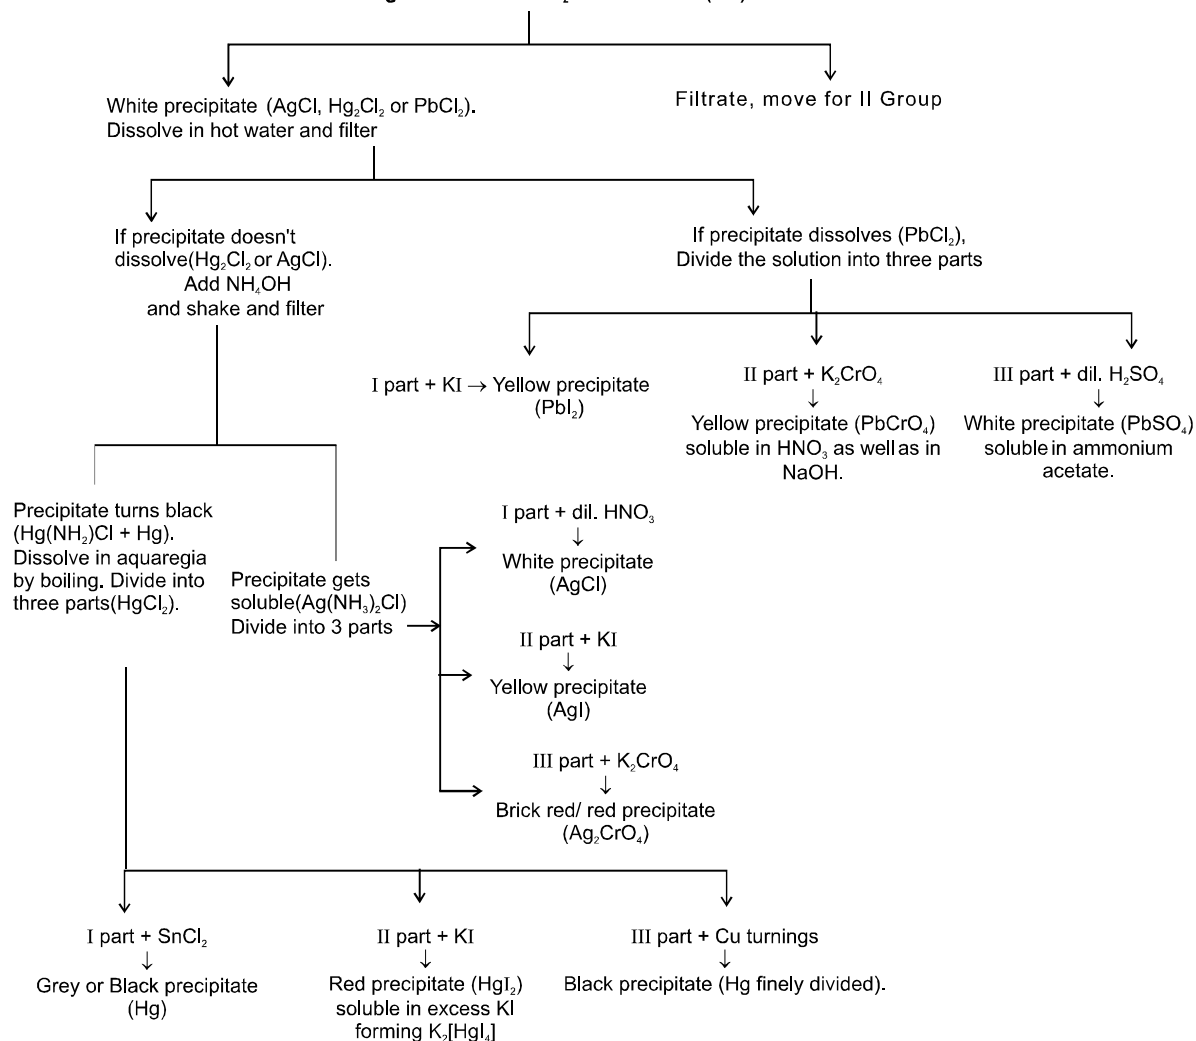 White precipitate (AgCl, Hg₂Cl₂ or PbCl₂).
Dissolve in hot water and filter
Filtrate, move for II Group
If precipitate doesn't
dissolve(Hg₂Cl₂ or AgCl).
Add NH₄OH
and shake and filter
If precipitate dissolves (PbCl₂),
Divide the solution into three parts
I part + KI → Yellow precipitate
(PbI₂)
II part + K₂CrO₄
↓
Yellow precipitate (PbCrO₄)
soluble in HNO₃ as well as in
NaOH.
III part + dil. H₂SO₄
↓
White precipitate (PbSO₄)
soluble in ammonium
acetate.
Precipitate turns black
(Hg(NH₂)Cl + Hg).
Dissolve in aquaregia
by boiling. Divide into
three parts(HgCl₂).
Precipitate gets
soluble(Ag(NH₃)₂Cl)
Divide into 3 parts
I part + dil. HNO₃
↓
White precipitate
(AgCl)
II part + KI
↓
Yellow precipitate
(AgI)
III part + K₂CrO₄
↓
Brick red/ red precipitate
(Ag₂CrO₄)
I part + SnCl₂
↓
Grey or Black precipitate
(Hg)
II part + KI
↓
Red precipitate (HgI₂)
soluble in excess KI
forming K₂[HgI₄]
III part + Cu turnings
↓
Black precipitate (Hg finely divided).